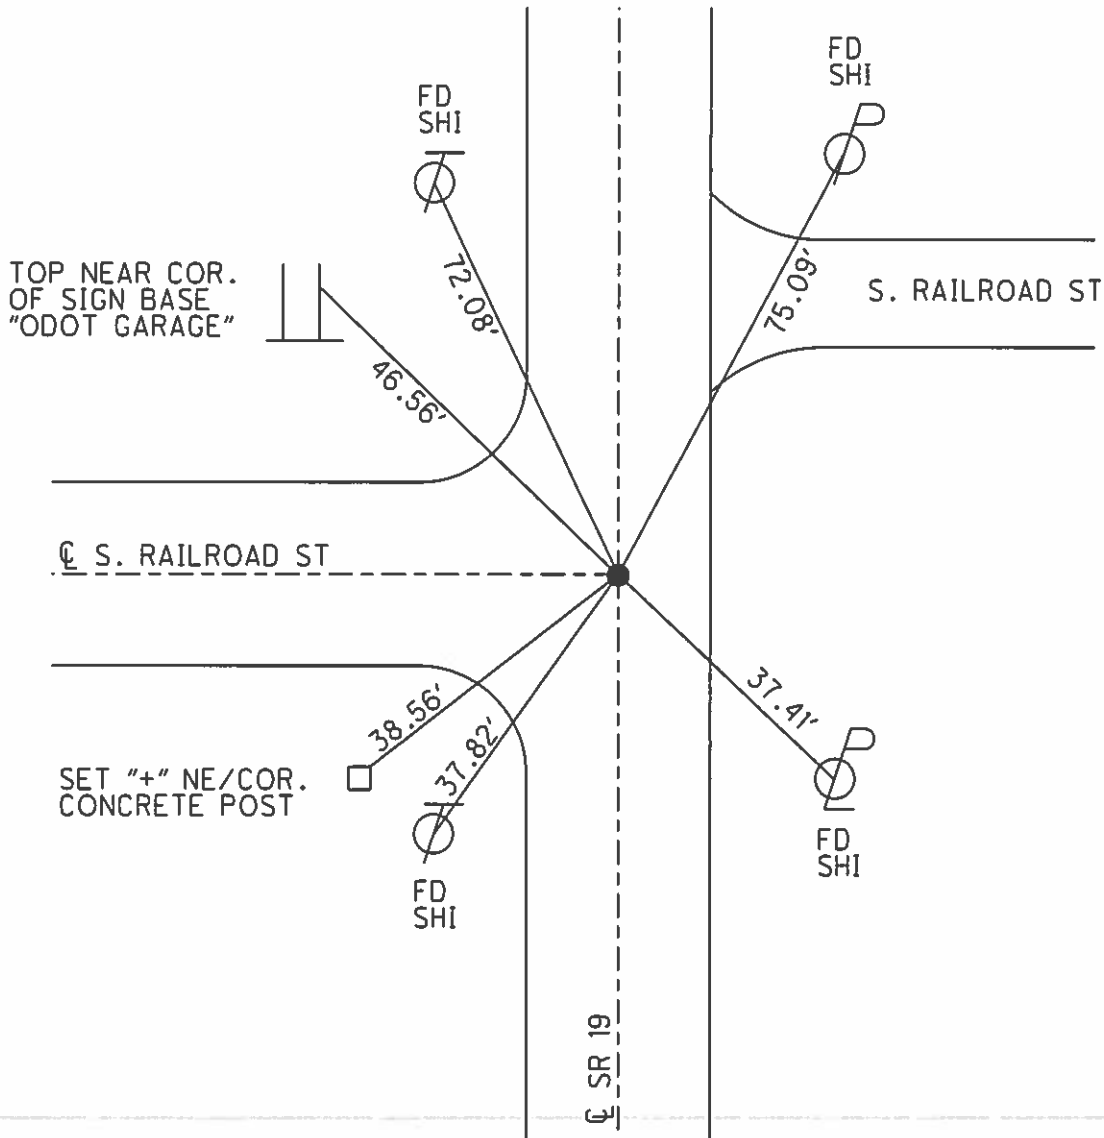 FD
SHI
FD
SHI
TOP NEAR COR.
OF SIGN BASE
"ODOT GARAGE"
72.08'
75.09'
S. RAILROAD ST
46.56'
℄ S. RAILROAD ST
38.56'
37.82'
37.41'
SET "+" NE/COR.
CONCRETE POST
FD
SHI
FD
SHI
℄ SR 19